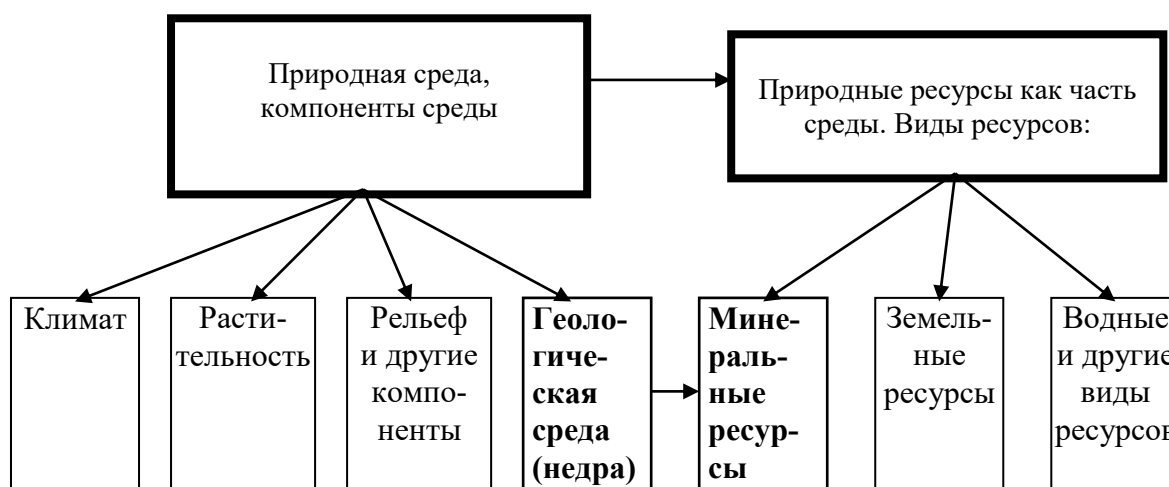 Природная среда,
компоненты среды
Природные ресурсы как часть
среды. Виды ресурсов:
Климат
Расти-
тельность
Рельеф
и другие
компо-
ненты
Геоло-
гиче-
ская
среда
(недра)
Мине-
раль-
ные
ресур-
сы
Земель-
ные
ресурсы
Водные
и другие
виды
ресурсов